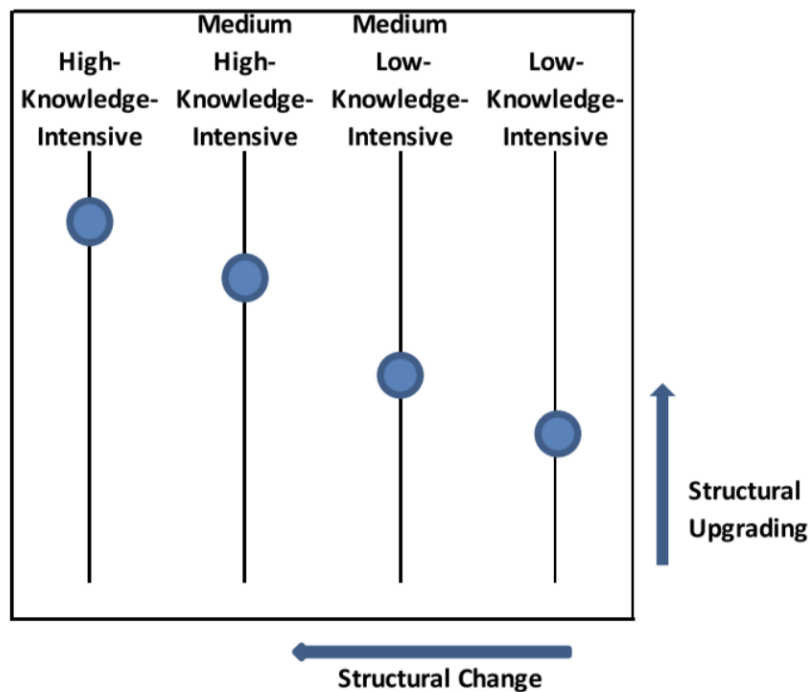 High-
Knowledge-
Intensive
Medium
High-
Knowledge-
Intensive
Medium
Low-
Knowledge-
Intensive
Low-
Knowledge-
Intensive
Structural
Upgrading
Structural Change